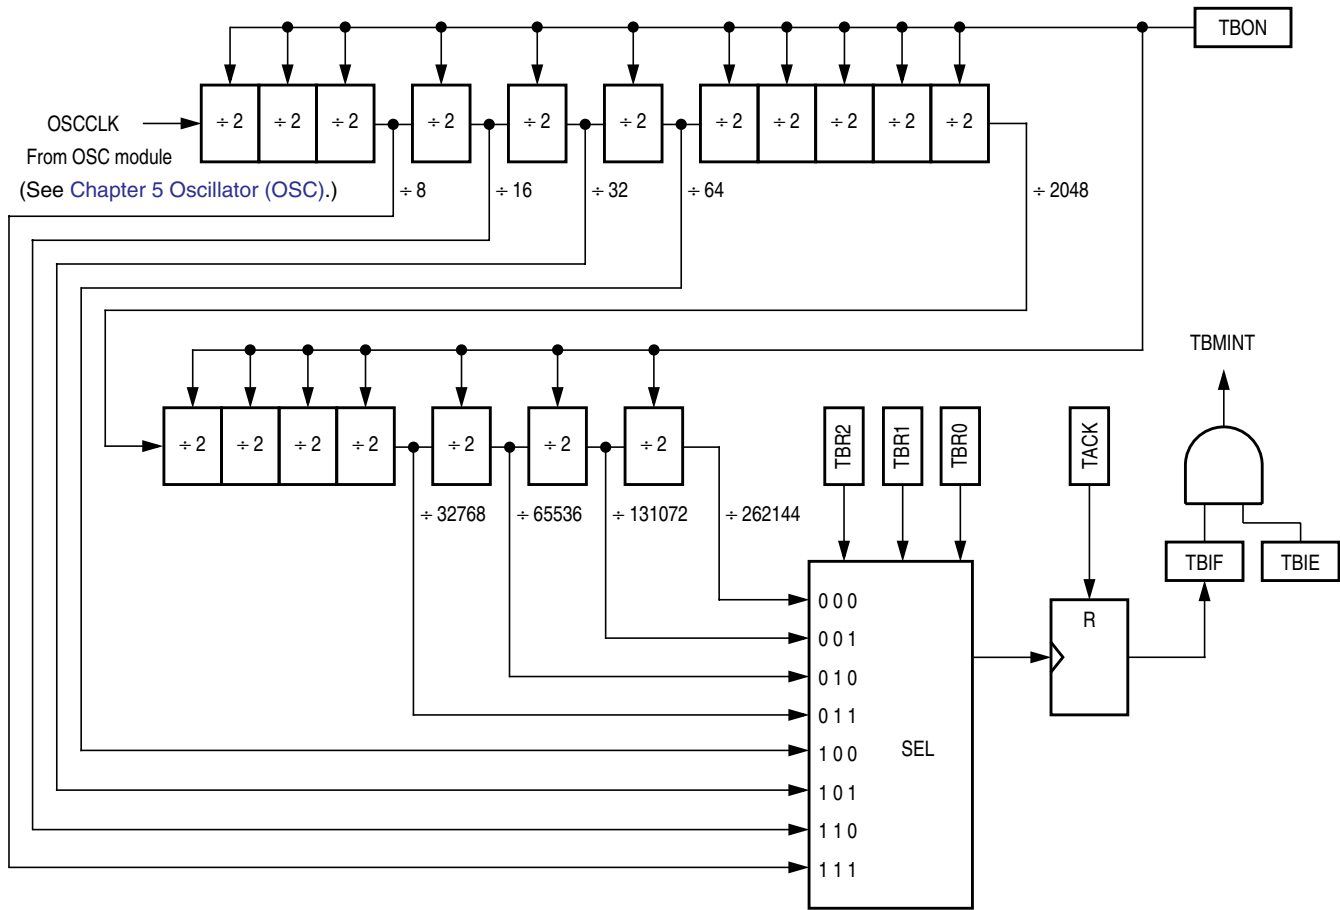 TBON
OSCCLK
÷ 2 ÷ 2 ÷ 2 ÷ 2 ÷ 2 ÷ 2 ÷ 2 ÷ 2 ÷ 2 ÷ 2 ÷ 2
From OSC module
(See Chapter 5 Oscillator (OSC).)
÷ 8 ÷ 16 ÷ 32 ÷ 64 ÷ 2048
TBMINT
÷ 2 ÷ 2 ÷ 2 ÷ 2 ÷ 2 ÷ 2 ÷ 2
TBR2
TBR1
TBR0
TACK
÷ 32768 ÷ 65536 ÷ 131072 ÷ 262144
TBIF
TBIE
0 0 0
0 0 1
0 1 0
0 1 1
1 0 0
1 0 1
1 1 0
1 1 1
SEL
R